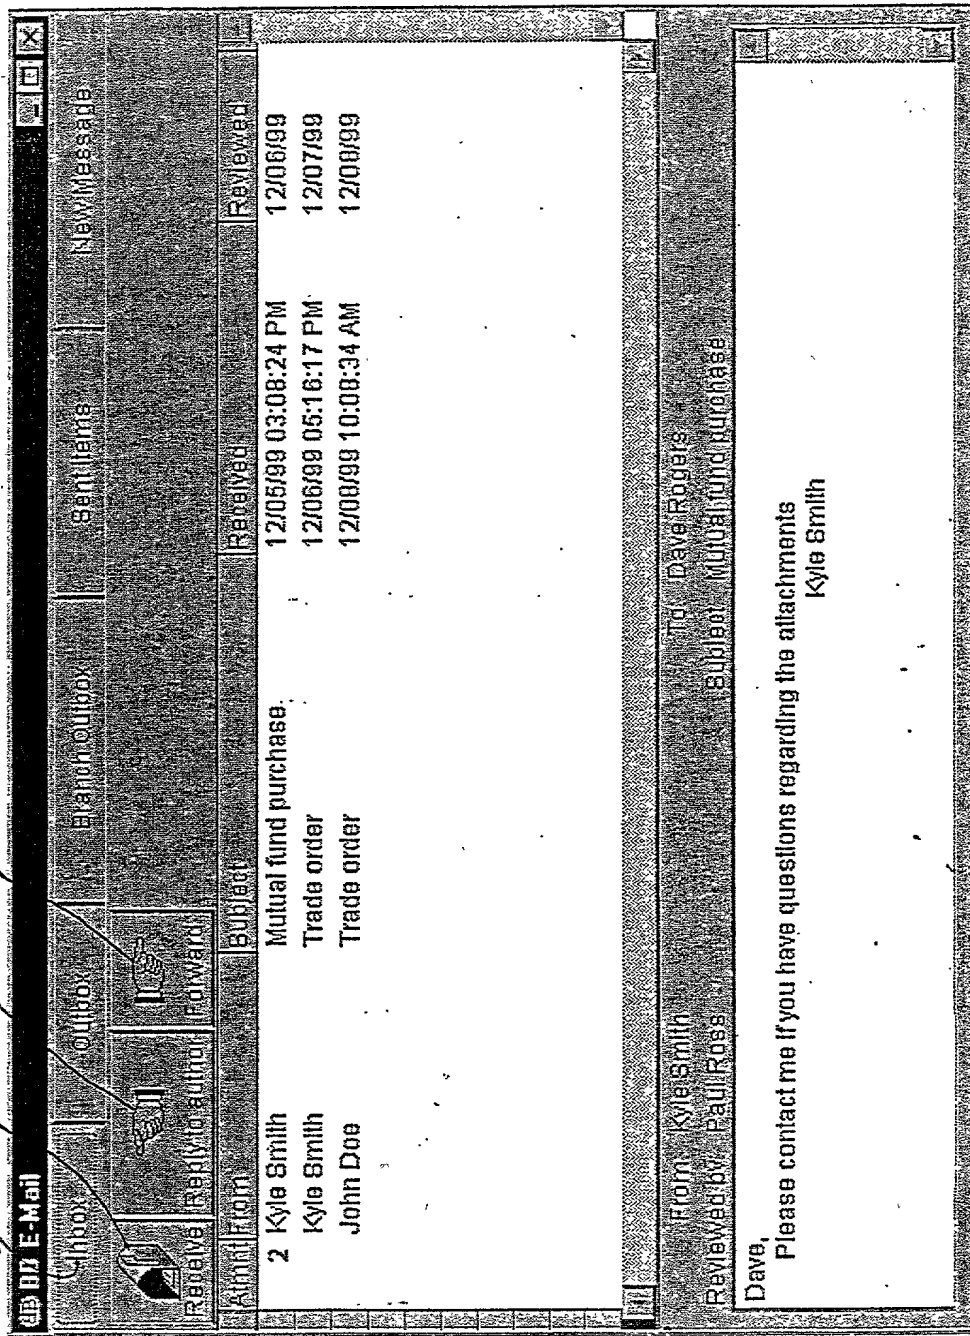 E-Mail
Inbox Outbox Branch Outbox Sent Items New Message
Receive Reply to author Forward
Atmnt From Subject Received Reviewed
2 Kyle Smith Mutual fund purchase 12/05/99 03:08:24 PM 12/06/99
Kyle Smith Trade order 12/06/99 05:16:17 PM 12/07/99
John Doe Trade order 12/08/99 10:08:34 AM 12/08/99
From Kyle Smith To Dave Rogers
Reviewed by: Paul Ross Subject Mutual fund purchase
Dave,
Please contact me if you have questions regarding the attachments
Kyle Smith